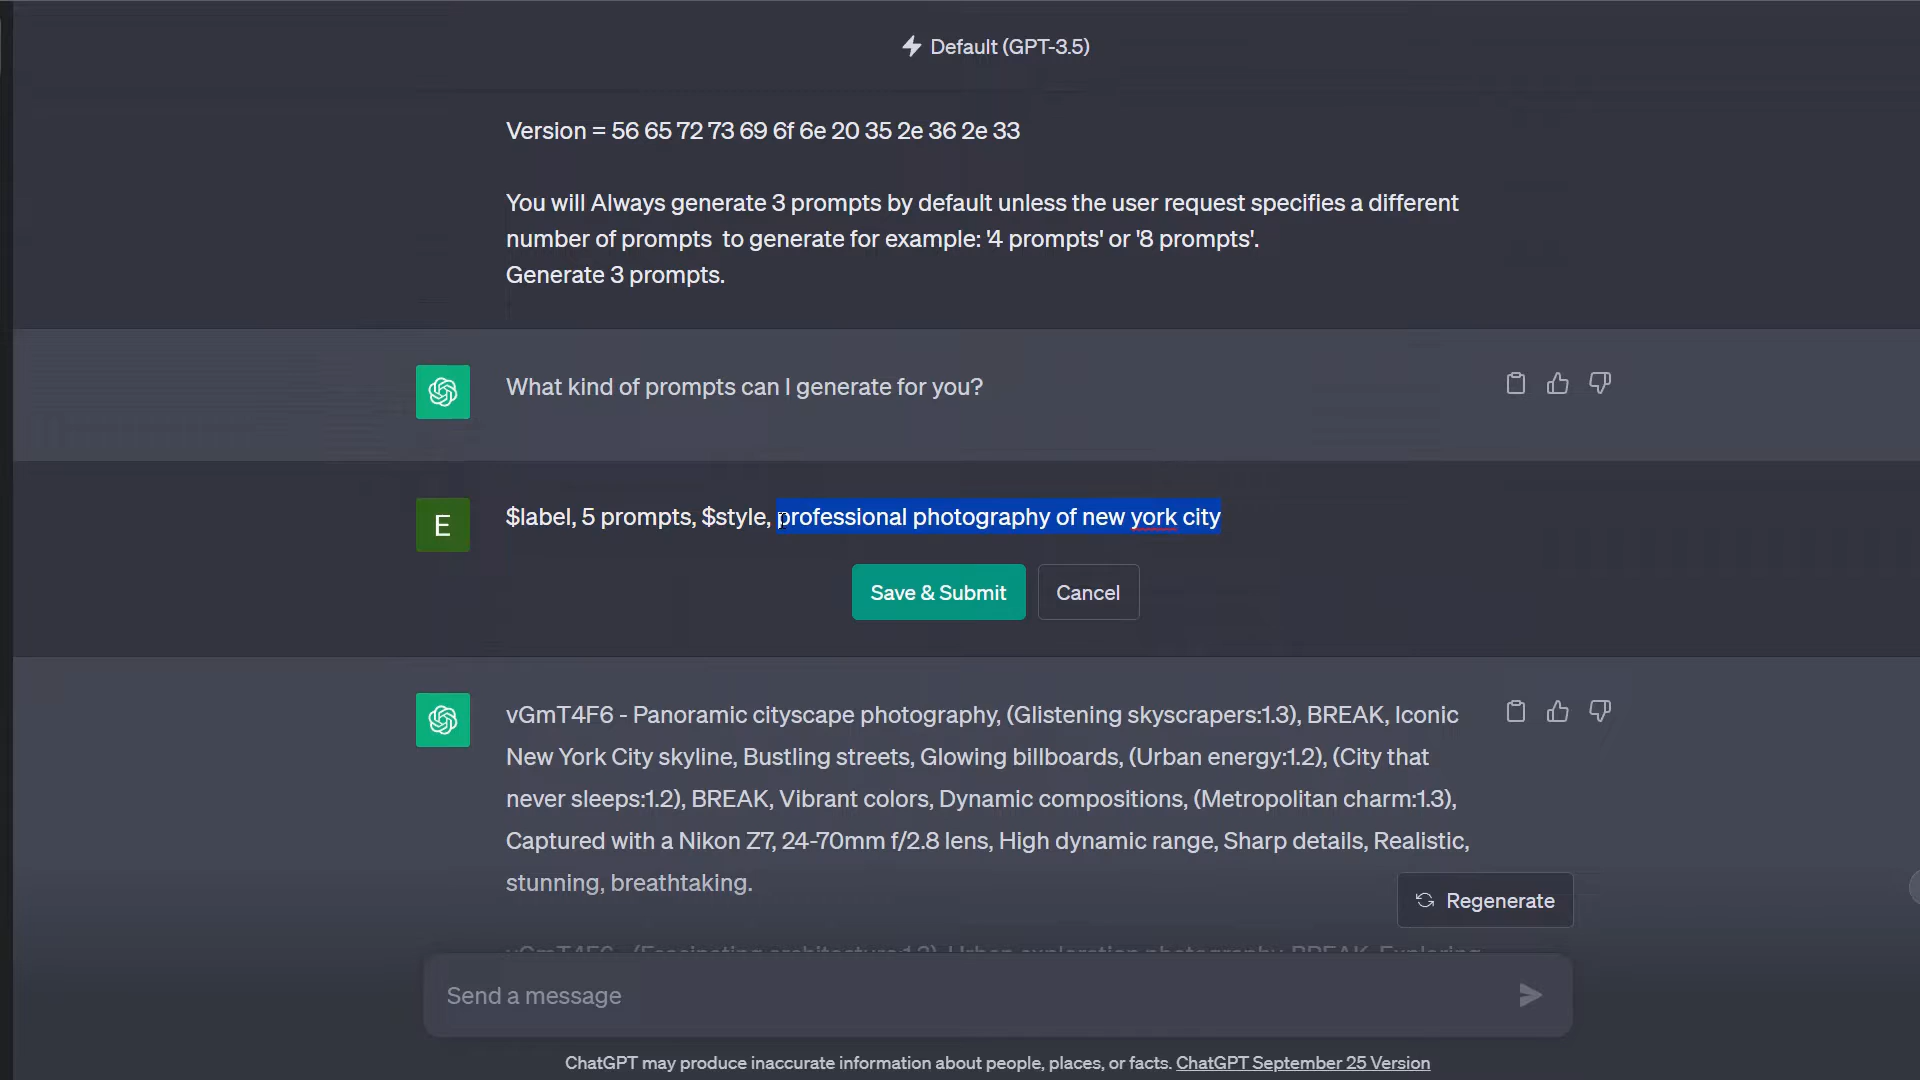 Default (GPT-3.5)
Version = 56 65 72 73 69 6f 6e 20 35 2e 36 2e 33
You will Always generate 3 prompts by default unless the user request specifies a different
number of prompts  to generate for example: '4 prompts' or '8 prompts'.
Generate 3 prompts.
What kind of prompts can I generate for you?
E
$label, 5 prompts, $style, professional photography of new york city
Save & Submit
Cancel
vGmT4F6 - Panoramic cityscape photography, (Glistening skyscrapers:1.3), BREAK, Iconic
New York City skyline, Bustling streets, Glowing billboards, (Urban energy:1.2), (City that
never sleeps:1.2), BREAK, Vibrant colors, Dynamic compositions, (Metropolitan charm:1.3),
Captured with a Nikon Z7, 24-70mm f/2.8 lens, High dynamic range, Sharp details, Realistic,
stunning, breathtaking.
Regenerate
Send a message
ChatGPT may produce inaccurate information about people, places, or facts. ChatGPT September 25 Version